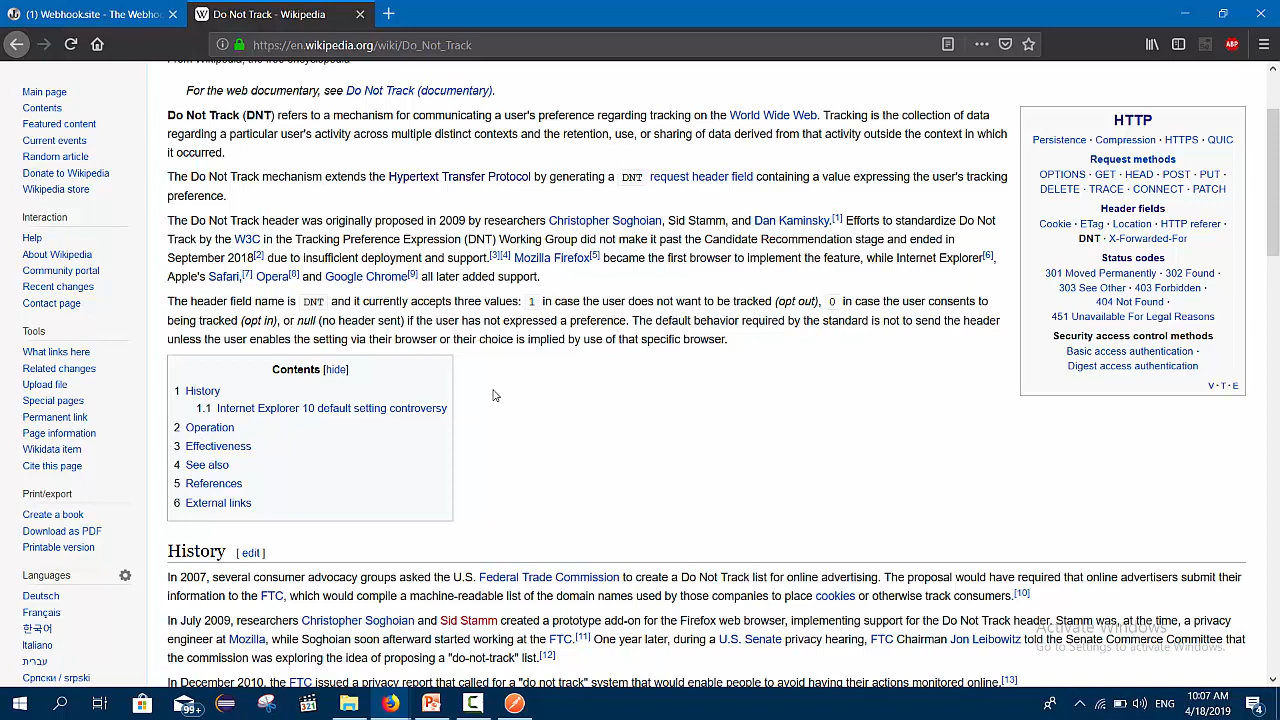 (1) Webhook.site - The Webhook
Do Not Track - Wikipedia
https://en.wikipedia.org/wiki/Do_Not_Track
ABP
Main page
Contents
Featured content
Current events
Random article
Donate to Wikipedia
Wikipedia store
Interaction
Help
About Wikipedia
Community portal
Recent changes
Contact page
Tools
What links here
Related changes
Upload file
Special pages
Permanent link
Page information
Wikidata item
Cite this page
Print/export
Create a book
Download as PDF
Printable version
Languages
Deutsch
Français
한국어
Italiano
עברית
Српски / srpski
From Wikipedia, the free encyclopedia
For the web documentary, see Do Not Track (documentary).
Do Not Track (DNT) refers to a mechanism for communicating a user's preference regarding tracking on the World Wide Web. Tracking is the collection of data
regarding a particular user's activity across multiple distinct contexts and the retention, use, or sharing of data derived from that activity outside the context in which
it occurred.
The Do Not Track mechanism extends the Hypertext Transfer Protocol by generating a DNT request header field containing a value expressing the user's tracking
preference.
The Do Not Track header was originally proposed in 2009 by researchers Christopher Soghoian, Sid Stamm, and Dan Kaminsky.[1] Efforts to standardize Do Not
Track by the W3C in the Tracking Preference Expression (DNT) Working Group did not make it past the Candidate Recommendation stage and ended in
September 2018[2] due to insufficient deployment and support.[3][4] Mozilla Firefox[5] became the first browser to implement the feature, while Internet Explorer[6],
Apple's Safari,[7] Opera[8] and Google Chrome[9] all later added support.
The header field name is DNT and it currently accepts three values: 1 in case the user does not want to be tracked (opt out), 0 in case the user consents to
being tracked (opt in), or null (no header sent) if the user has not expressed a preference. The default behavior required by the standard is not to send the header
unless the user enables the setting via their browser or their choice is implied by use of that specific browser.
HTTP
Persistence · Compression · HTTPS · QUIC
Request methods
OPTIONS · GET · HEAD · POST · PUT ·
DELETE · TRACE · CONNECT · PATCH
Header fields
Cookie · ETag · Location · HTTP referer ·
DNT · X-Forwarded-For
Status codes
301 Moved Permanently · 302 Found ·
303 See Other · 403 Forbidden ·
404 Not Found ·
451 Unavailable For Legal Reasons
Security access control methods
Basic access authentication ·
Digest access authentication
V · T · E
Contents [hide]
1 History
1.1 Internet Explorer 10 default setting controversy
2 Operation
3 Effectiveness
4 See also
5 References
6 External links
History [ edit ]
In 2007, several consumer advocacy groups asked the U.S. Federal Trade Commission to create a Do Not Track list for online advertising. The proposal would have required that online advertisers submit their
information to the FTC, which would compile a machine-readable list of the domain names used by those companies to place cookies or otherwise track consumers.[10]
In July 2009, researchers Christopher Soghoian and Sid Stamm created a prototype add-on for the Firefox web browser, implementing support for the Do Not Track header. Stamm was, at the time, a privacy
engineer at Mozilla, while Soghoian soon afterward started working at the FTC.[11] One year later, during a U.S. Senate privacy hearing, FTC Chairman Jon Leibowitz told the Senate Commerce Committee that
the commission was exploring the idea of proposing a "do-not-track" list.[12]
In December 2010, the FTC issued a privacy report that called for a "do not track" system that would enable people to avoid having their actions monitored online.[13]
Activate Windows
Go to Settings to activate Windows.
99+
ENG
10:07 AM
4/18/2019
4